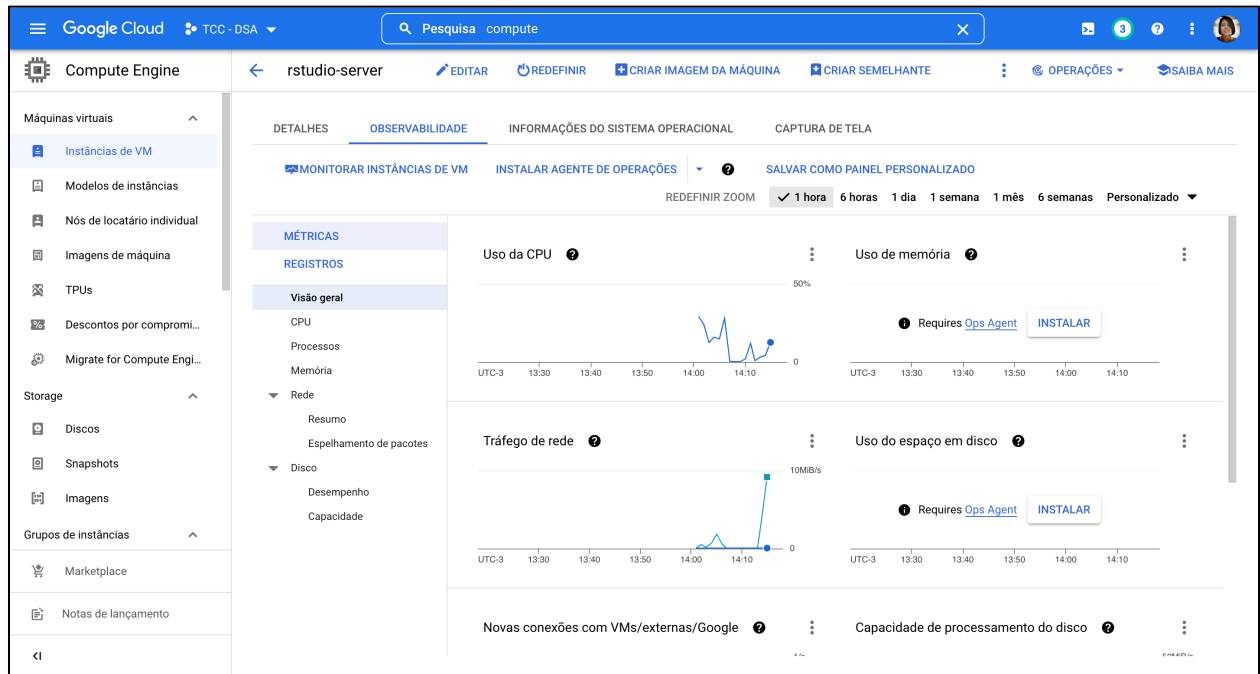 Google Cloud TCC - DSA Pesquisa compute 3
Compute Engine rstudio-server EDITAR REDEFINIR CRIAR IMAGEM DA MÁQUINA CRIAR SEMELHANTE OPERAÇÕES SAIBA MAIS
Máquinas virtuais
Instâncias de VM
Modelos de instâncias
Nós de locatário individual
Imagens de máquina
TPUs
Descontos por compromi...
Migrate for Compute Engi...
Storage
Discos
Snapshots
Imagens
Grupos de instâncias
Marketplace
Notas de lançamento
DETALHES OBSERVABILIDADE INFORMAÇÕES DO SISTEMA OPERACIONAL CAPTURA DE TELA
MONITORAR INSTÂNCIAS DE VM INSTALAR AGENTE DE OPERAÇÕES SALVAR COMO PAINEL PERSONALIZADO
REDEFINIR ZOOM 1 hora 6 horas 1 dia 1 semana 1 mês 6 semanas Personalizado
MÉTRICAS
REGISTROS
Visão geral
CPU
Processos
Memória
Rede
Resumo
Espelhamento de pacotes
Disco
Desempenho
Capacidade
Uso da CPU
50%
0
UTC-3 13:30 13:40 13:50 14:00 14:10
Uso de memória
Requires Ops Agent INSTALAR
UTC-3 13:30 13:40 13:50 14:00 14:10
Tráfego de rede
10MiB/s
0
UTC-3 13:30 13:40 13:50 14:00 14:10
Uso do espaço em disco
Requires Ops Agent INSTALAR
UTC-3 13:30 13:40 13:50 14:00 14:10
Novas conexões com VMs/externas/Google
Capacidade de processamento do disco